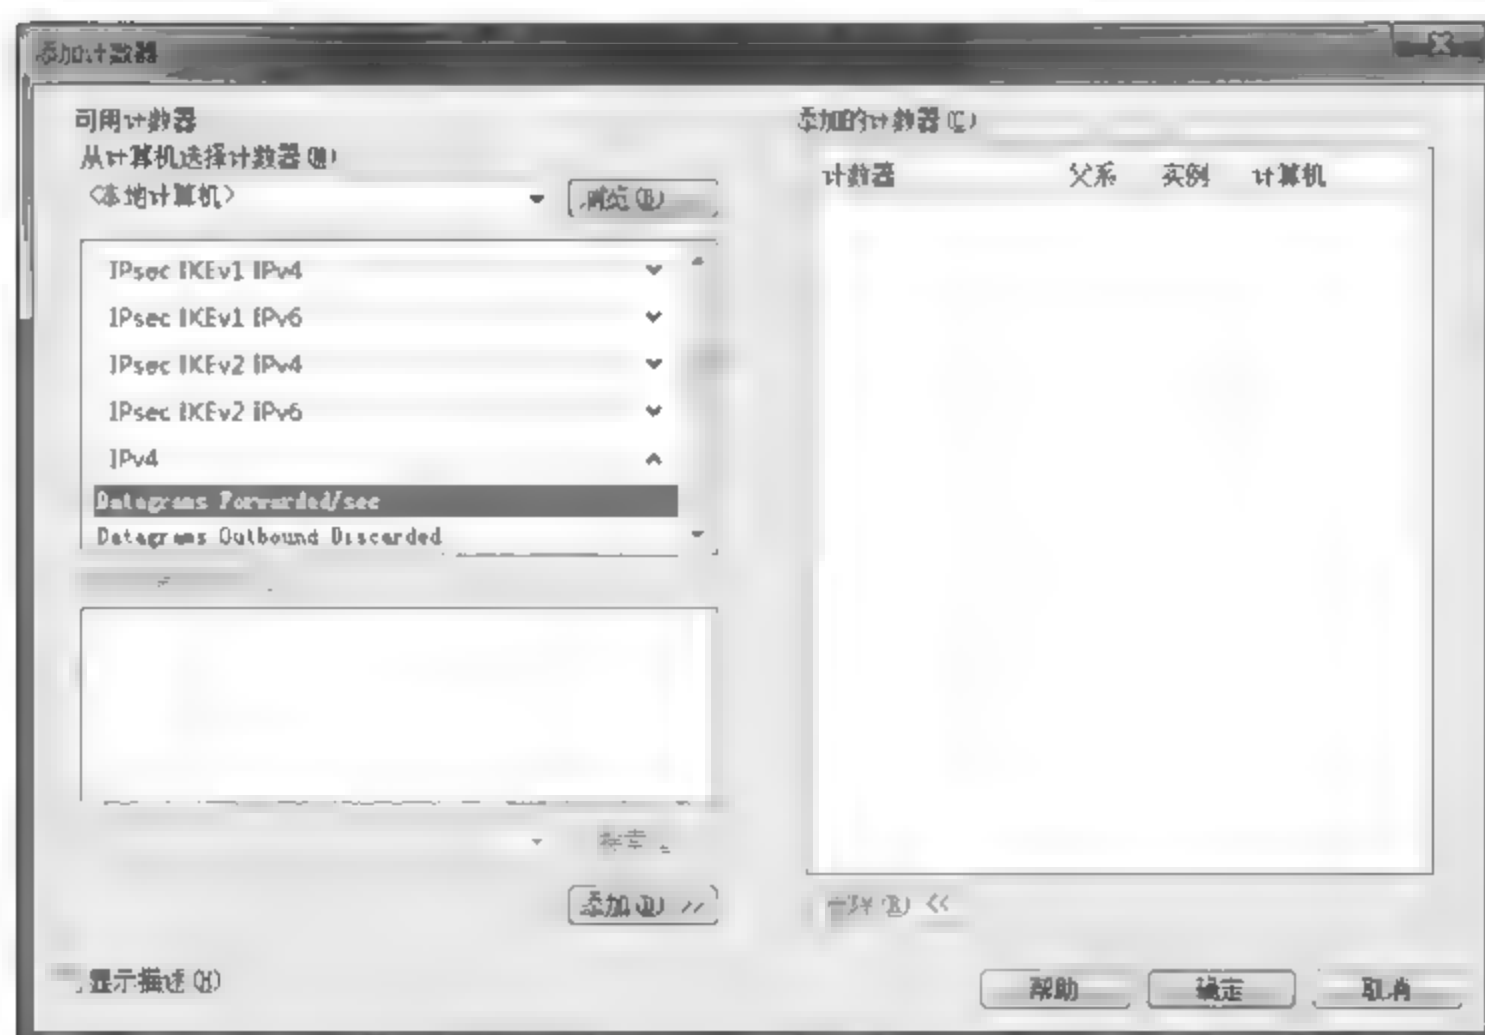 添加计数器
可用计数器
从计算机选择计数器(M)
<本地计算机>
浏览(B)
IPsec IKEv1 IPv4
IPsec IKEv1 IPv6
IPsec IKEv2 IPv4
IPsec IKEv2 IPv6
IPv4
Datagrams Forwarded/sec
Datagrams Outbound Discarded
添加(D) >>
显示描述(X)
添加的计数器(C)
计数器 父系 实例 计算机
(R) <<
帮助 确定 取消